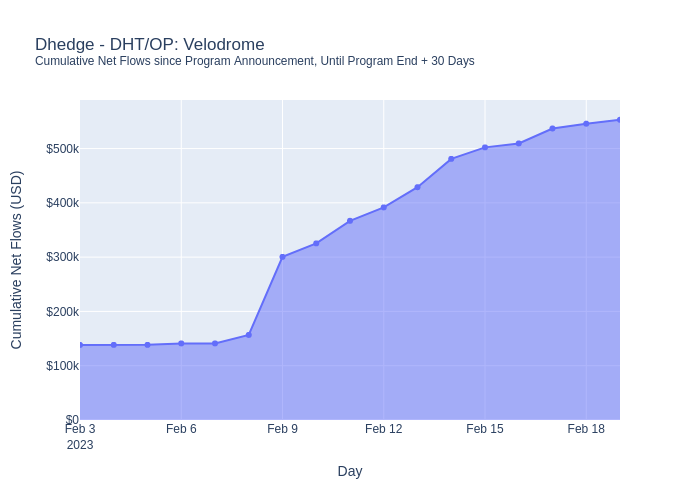 Dhedge - DHT/OP: Velodrome
Cumulative Net Flows since Program Announcement, Until Program End + 30 Days
Cumulative Net Flows (USD)
$500k
$400k
$300k
$200k
$100k
$0
Feb 3
2023
Feb 6
Feb 9
Feb 12
Feb 15
Feb 18
Day